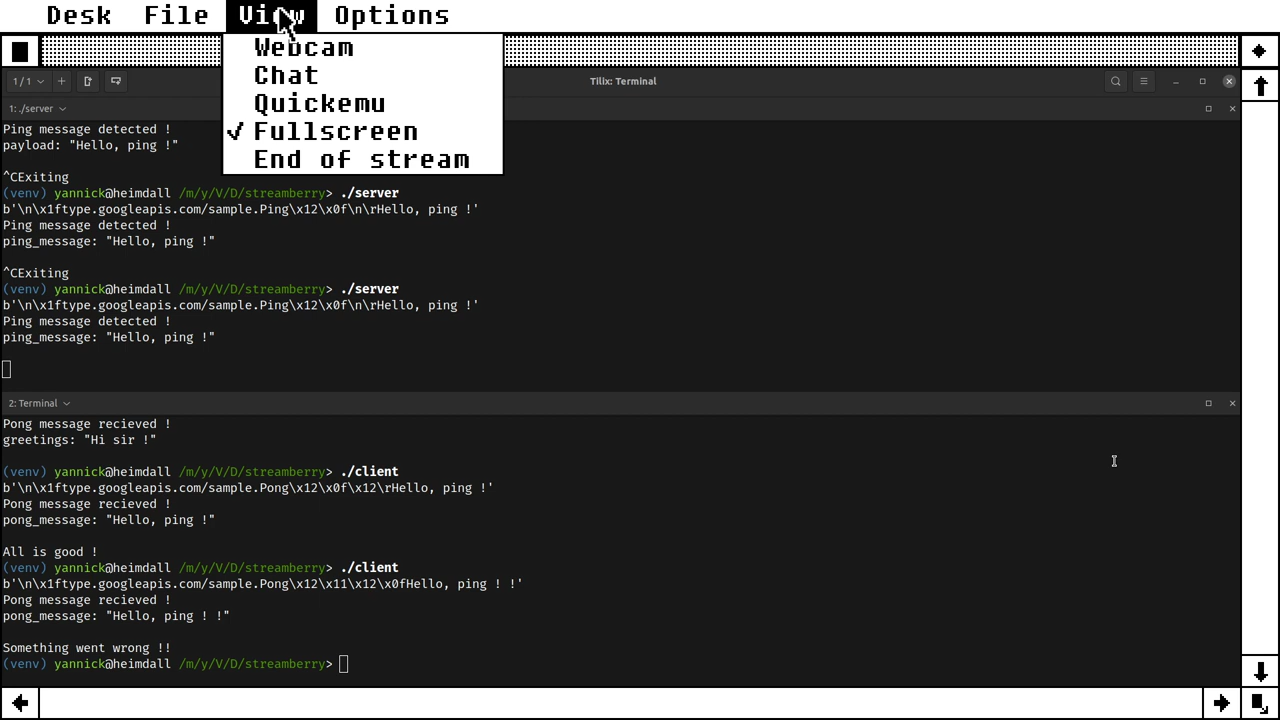 Desk File View Options
Webcam
Chat
Quickemu
✓ Fullscreen
End of stream
1 / 1
Tilix: Terminal
1: ./server
Ping message detected !
payload: "Hello, ping !"
^CExiting
(venv) yannick@heimdall /m/y/V/D/streamberry> ./server
b'\n\x1ftype.googleapis.com/sample.Ping\x12\x0f\n\rHello, ping !'
Ping message detected !
ping_message: "Hello, ping !"
^CExiting
(venv) yannick@heimdall /m/y/V/D/streamberry> ./server
b'\n\x1ftype.googleapis.com/sample.Ping\x12\x0f\n\rHello, ping !'
Ping message detected !
ping_message: "Hello, ping !"
2: Terminal
Pong message recieved !
greetings: "Hi sir !"
(venv) yannick@heimdall /m/y/V/D/streamberry> ./client
b'\n\x1ftype.googleapis.com/sample.Pong\x12\x0f\x12\rHello, ping !'
Pong message recieved !
pong_message: "Hello, ping !"
All is good !
(venv) yannick@heimdall /m/y/V/D/streamberry> ./client
b'\n\x1ftype.googleapis.com/sample.Pong\x12\x11\x12\x0fHello, ping ! !'
Pong message recieved !
pong_message: "Hello, ping ! !"
Something went wrong !!
(venv) yannick@heimdall /m/y/V/D/streamberry>